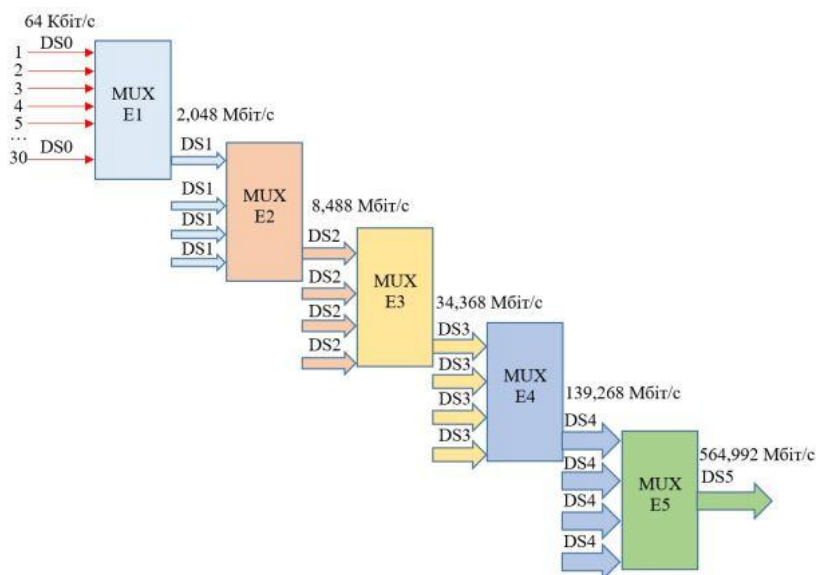 64 Кбіт/с
DS0
1
2
3
4
5
...
30
DS0
MUX
E1
2,048 Мбіт/с
DS1
DS1
DS1
DS1
MUX
E2
8,488 Мбіт/с
DS2
DS2
DS2
DS2
MUX
E3
34,368 Мбіт/с
DS3
DS3
DS3
DS3
MUX
E4
139,268 Мбіт/с
DS4
DS4
DS4
DS4
MUX
E5
564,992 Мбіт/с
DS5